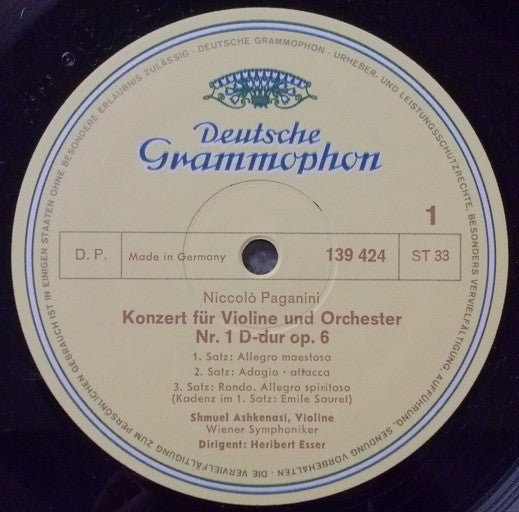 Deutsche
Grammophon
1
D. P.
Made in Germany
139 424
ST 33
Niccolò Paganini
Konzert für Violine und Orchester
Nr. 1 D-dur op. 6
1. Satz: Allegro maestoso
2. Satz: Adagio - attacca
3. Satz: Rondo. Allegro spiritoso
(Kadenz im 1. Satz: Emile Sauret)
Shmuel Ashkenasi, Violine
Wiener Symphoniker
Dirigent: Heribert Esser
DEUTSCHE GRAMMOPHON · URHEBER- UND LEISTUNGSSCHUTZRECHTE, BESONDERS VERVIELFÄLTIGUNG, AUFFÜHRUNG, SENDUNG VORBEHALTEN · DIE VERVIELFÄLTIGUNG ZUM PERSÖNLICHEN GEBRAUCH IST IN EINIGEN STAATEN OHNE BESONDERE ERLAUBNIS ZULÄSSIG ·